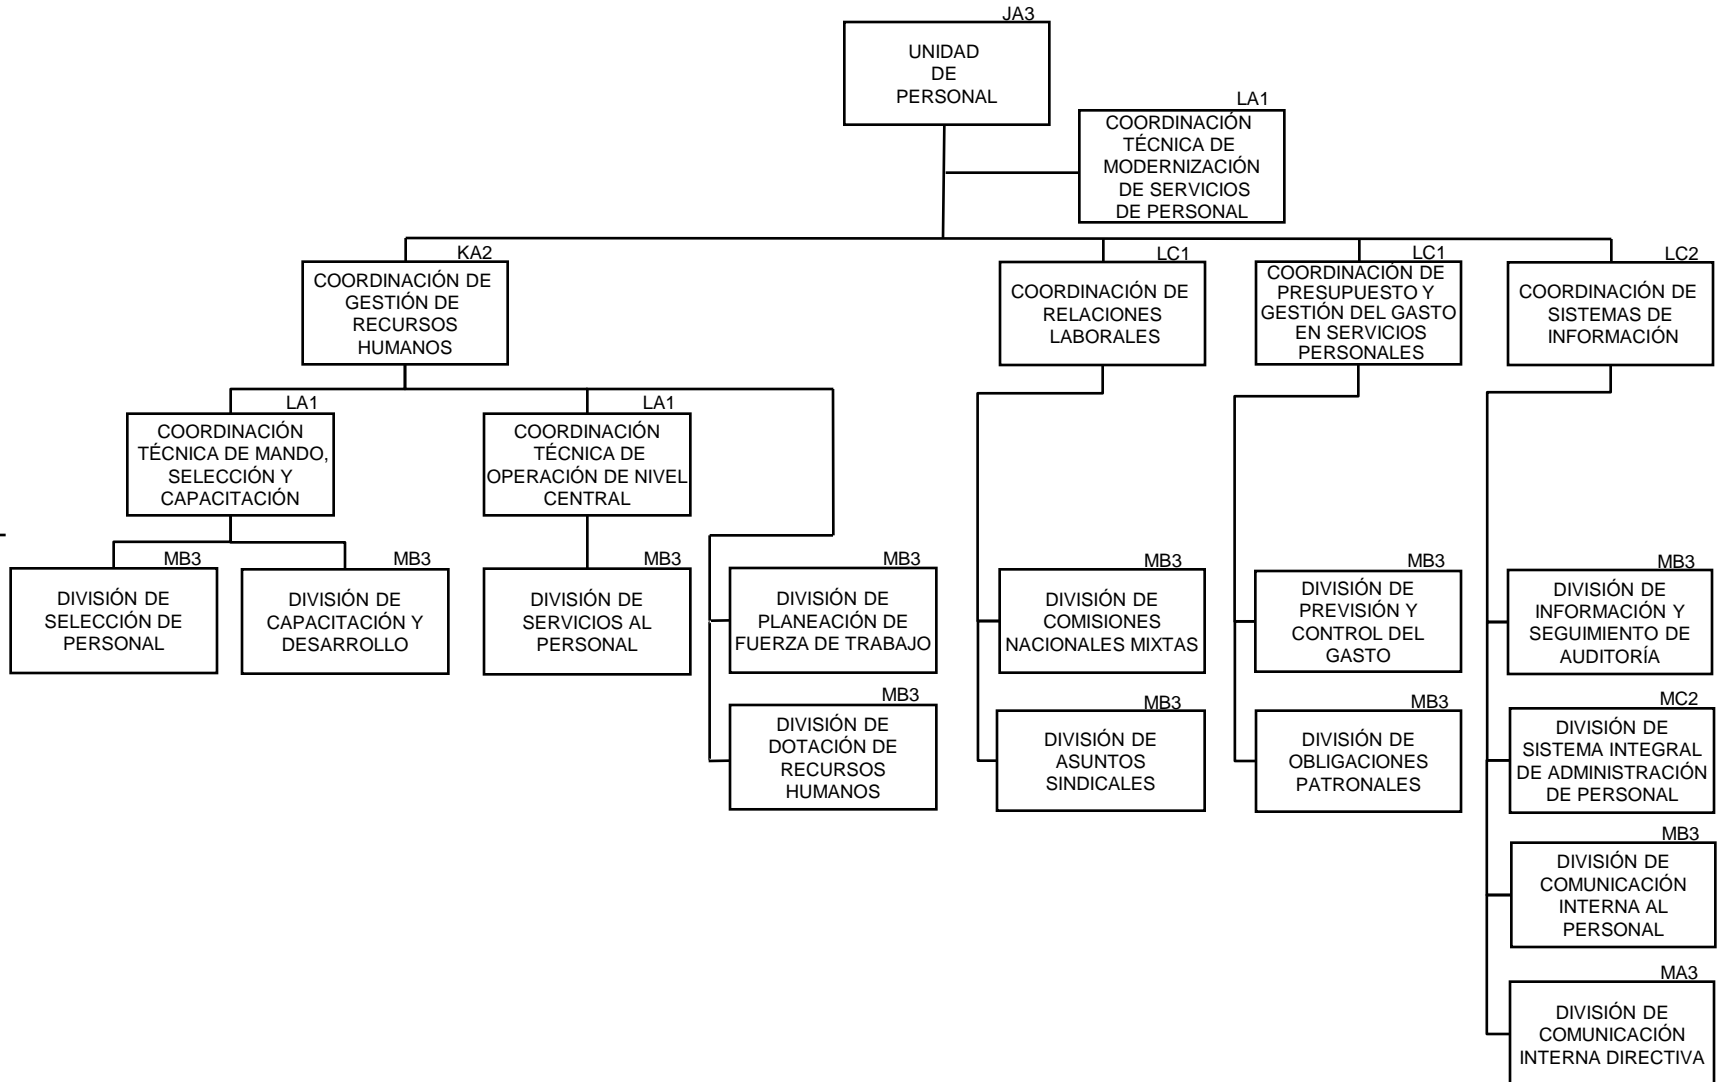 JA3
UNIDAD
DE
PERSONAL
LA1
COORDINACIÓN
TÉCNICA DE
MODERNIZACIÓN
DE SERVICIOS
DE PERSONAL
KA2
COORDINACIÓN DE
GESTIÓN DE
RECURSOS
HUMANOS
LC1
COORDINACIÓN DE
RELACIONES
LABORALES
LC1
COORDINACIÓN DE
PRESUPUESTO Y
GESTIÓN DEL GASTO
EN SERVICIOS
PERSONALES
LC2
COORDINACIÓN DE
SISTEMAS DE
INFORMACIÓN
LA1
COORDINACIÓN
TÉCNICA DE MANDO,
SELECCIÓN Y
CAPACITACIÓN
LA1
COORDINACIÓN
TÉCNICA DE
OPERACIÓN DE NIVEL
CENTRAL
MB3
DIVISIÓN DE
SELECCIÓN DE
PERSONAL
MB3
DIVISIÓN DE
CAPACITACIÓN Y
DESARROLLO
MB3
DIVISIÓN DE
SERVICIOS AL
PERSONAL
MB3
DIVISIÓN DE
PLANEACIÓN DE
FUERZA DE TRABAJO
MB3
DIVISIÓN DE
COMISIONES
NACIONALES MIXTAS
MB3
DIVISIÓN DE
PREVISIÓN Y
CONTROL DEL
GASTO
MB3
DIVISIÓN DE
INFORMACIÓN Y
SEGUIMIENTO DE
AUDITORÍA
MB3
DIVISIÓN DE
DOTACIÓN DE
RECURSOS
HUMANOS
MB3
DIVISIÓN DE
ASUNTOS
SINDICALES
MB3
DIVISIÓN DE
OBLIGACIONES
PATRONALES
MC2
DIVISIÓN DE
SISTEMA INTEGRAL
DE ADMINISTRACIÓN
DE PERSONAL
MB3
DIVISIÓN DE
COMUNICACIÓN
INTERNA AL
PERSONAL
MA3
DIVISIÓN DE
COMUNICACIÓN
INTERNA DIRECTIVA